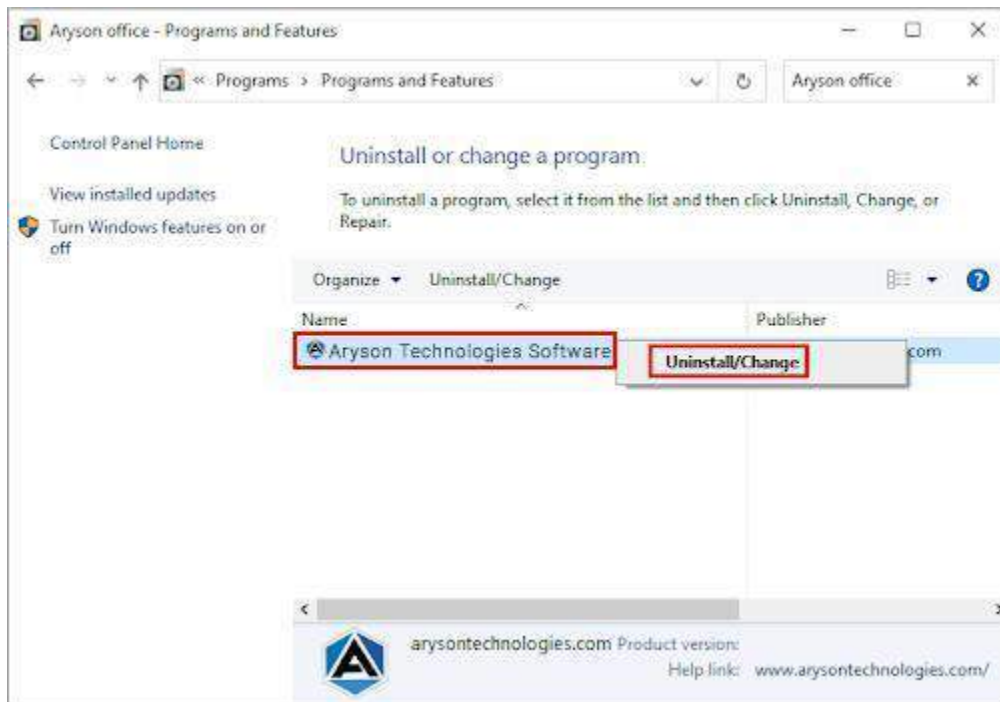 Aryson office - Programs and Features
« Programs > Programs and Features
Aryson office
Control Panel Home
View installed updates
Turn Windows features on or
off
Uninstall or change a program
To uninstall a program, select it from the list and then click Uninstall, Change, or
Repair.
Organize Uninstall/Change
Name Publisher
Aryson Technologies Software
Uninstall/Change
com
arysontechnologies.com Product version:
Help link: www.arysontechnologies.com/